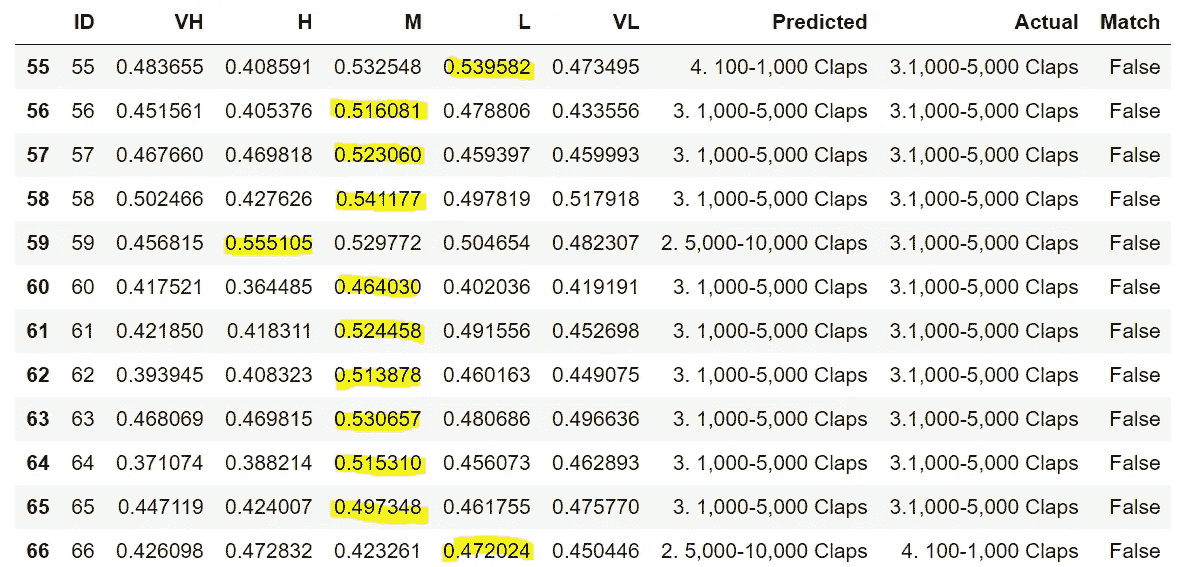 ID VH H M L VL Predicted Actual Match
55 55 0.483655 0.408591 0.532548 0.539582 0.473495 4. 100-1,000 Claps 3.1,000-5,000 Claps False
56 56 0.451561 0.405376 0.516081 0.478806 0.433556 3. 1,000-5,000 Claps 3.1,000-5,000 Claps False
57 57 0.467660 0.469818 0.523060 0.459397 0.459993 3. 1,000-5,000 Claps 3.1,000-5,000 Claps False
58 58 0.502466 0.427626 0.541177 0.497819 0.517918 3. 1,000-5,000 Claps 3.1,000-5,000 Claps False
59 59 0.456815 0.555105 0.529772 0.504654 0.482307 2. 5,000-10,000 Claps 3.1,000-5,000 Claps False
60 60 0.417521 0.364485 0.464030 0.402036 0.419191 3. 1,000-5,000 Claps 3.1,000-5,000 Claps False
61 61 0.421850 0.418311 0.524458 0.491556 0.452698 3. 1,000-5,000 Claps 3.1,000-5,000 Claps False
62 62 0.393945 0.408323 0.513878 0.460163 0.449075 3. 1,000-5,000 Claps 3.1,000-5,000 Claps False
63 63 0.468069 0.469815 0.530657 0.480686 0.496636 3. 1,000-5,000 Claps 3.1,000-5,000 Claps False
64 64 0.371074 0.388214 0.515310 0.456073 0.462893 3. 1,000-5,000 Claps 3.1,000-5,000 Claps False
65 65 0.447119 0.424007 0.497348 0.461755 0.475770 3. 1,000-5,000 Claps 3.1,000-5,000 Claps False
66 66 0.426098 0.472832 0.423261 0.472024 0.450446 2. 5,000-10,000 Claps 4. 100-1,000 Claps False